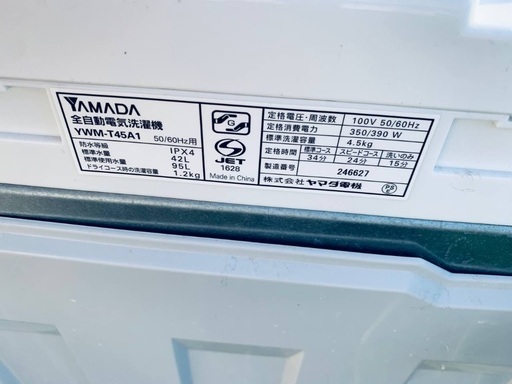 YAMADA
全自動電気洗濯機
YWM-T45A1 50/60Hz用
防水等級 IPX4
標準水量 42L
標準使用水量 95L
ドライコース時の洗濯容量 1.2kg
G
JET
1628
Made in China
定格電圧・周波数 100V 50/60Hz
定格消費電力 350/390 W
4.5kg
標準時間 標準コース スピードコース 洗いのみ
34分 24分 15分
製造番号 246627
株式会社 ヤマダ電機
PS
E